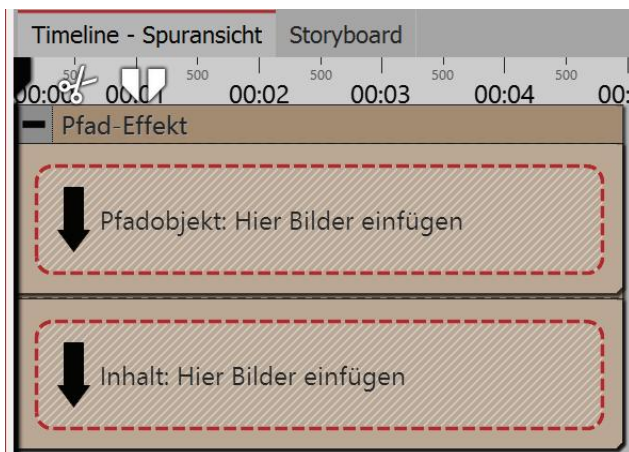 Timeline - Spuransicht Storyboard
500 500 500 500 500
00:00 00:01 00:02 00:03 00:04 00:
Pfad-Effekt
Pfadobjekt: Hier Bilder einfügen
Inhalt: Hier Bilder einfügen